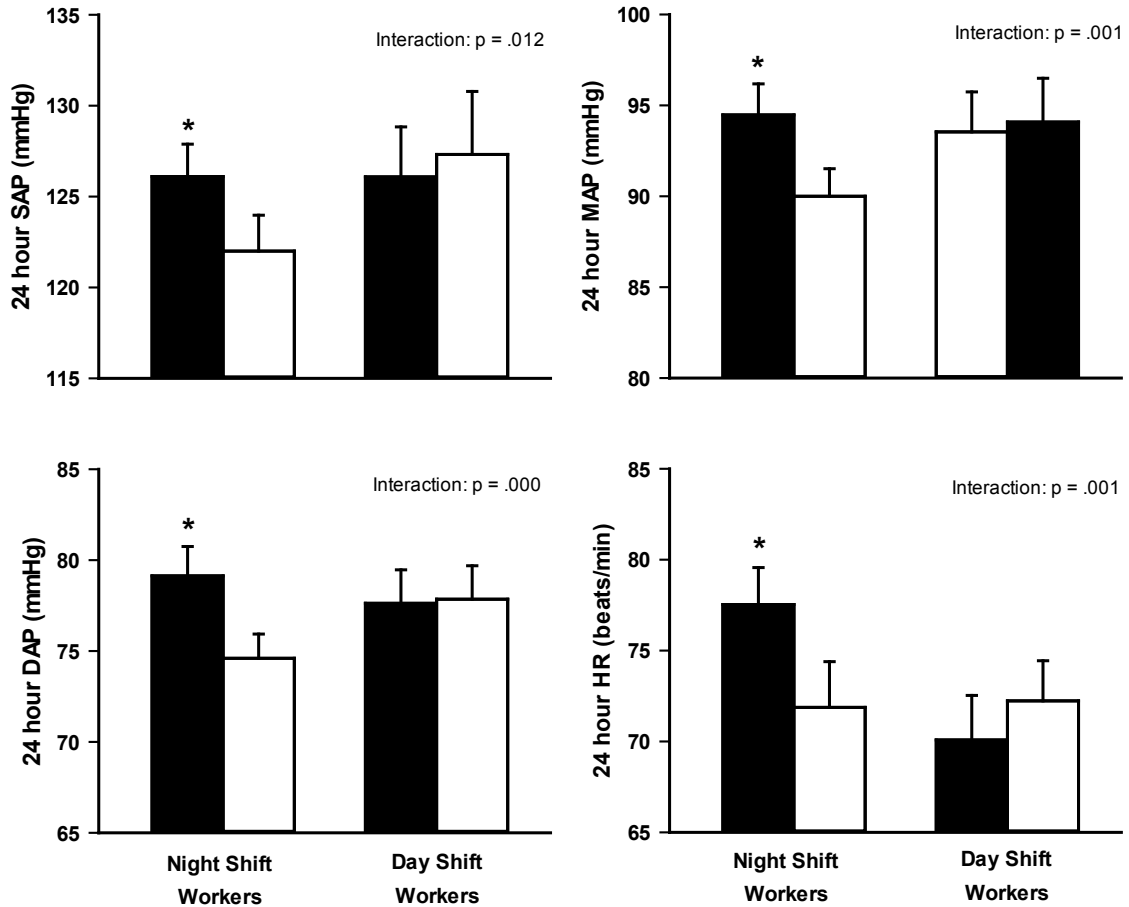 135
130
125
120
115
24 hour SAP (mmHg)
Interaction: p = .012
*
100
95
90
85
80
24 hour MAP (mmHg)
Interaction: p = .001
*
85
80
75
70
65
24 hour DAP (mmHg)
Interaction: p = .000
*
Night Shift
Workers
Day Shift
Workers
85
80
75
70
65
24 hour HR (beats/min)
Interaction: p = .001
*
Night Shift
Workers
Day Shift
Workers